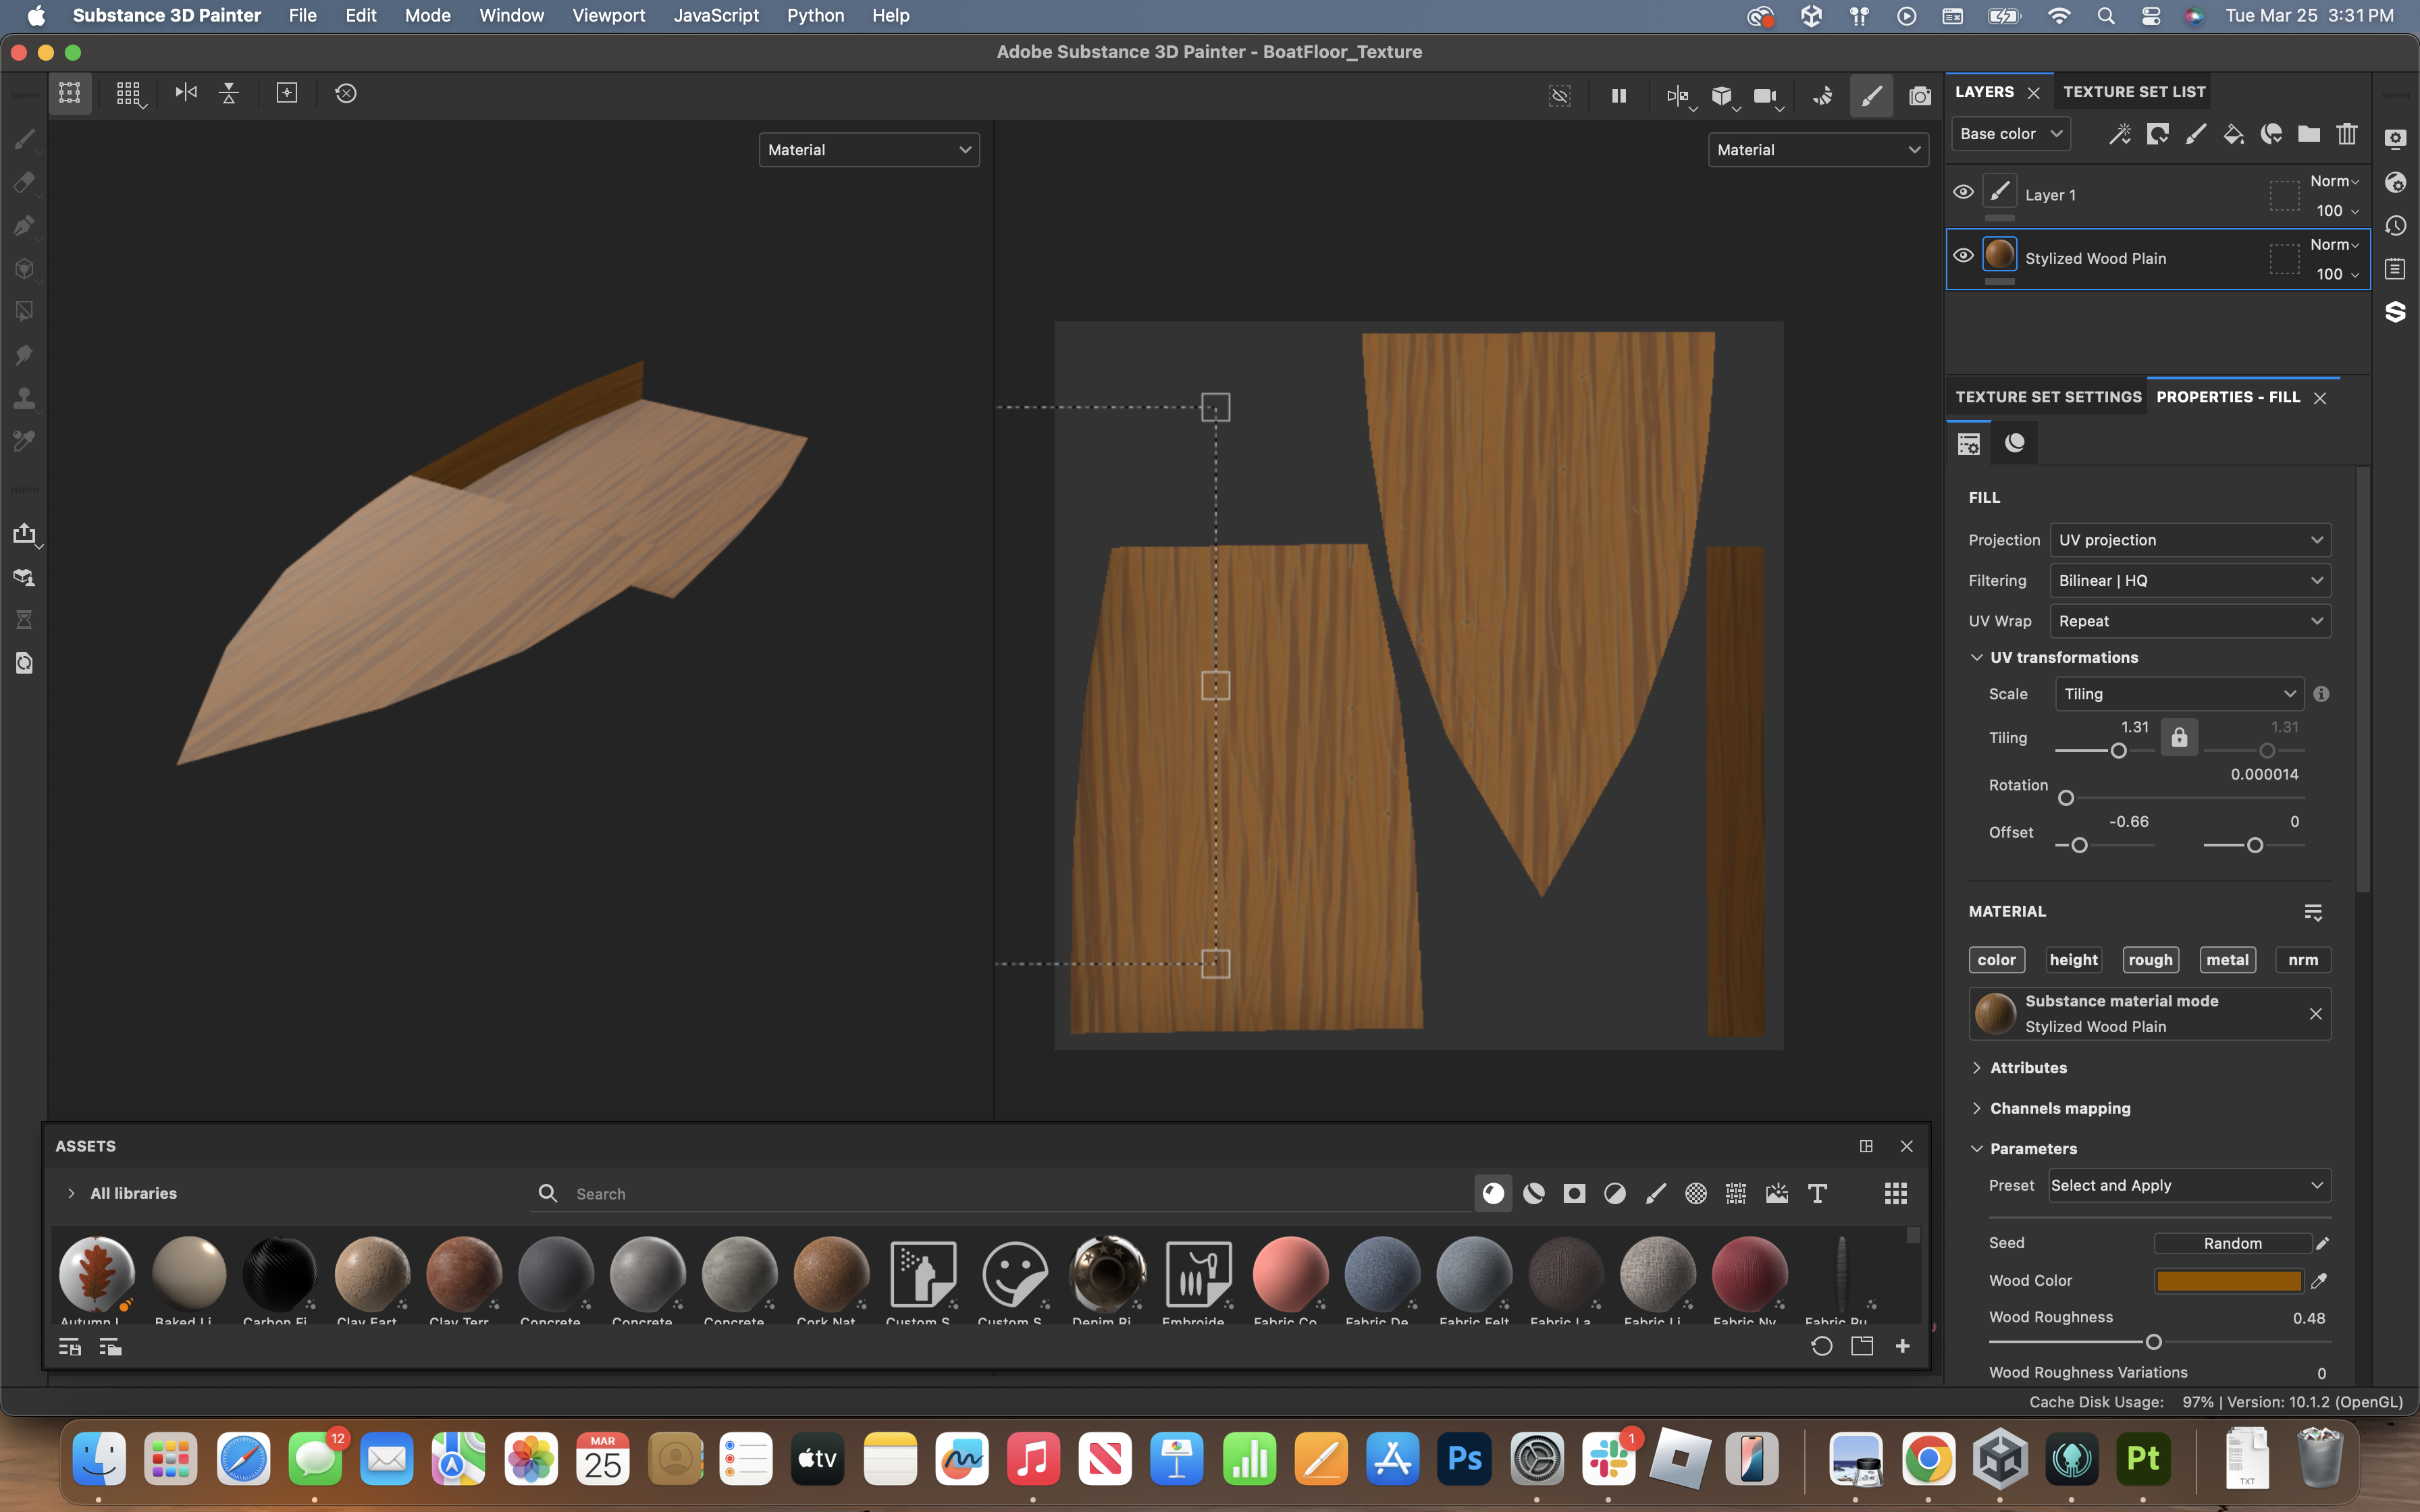 Substance 3D Painter File Edit Mode Window Viewport JavaScript Python Help Tue Mar 25 3:31 PM
Adobe Substance 3D Painter - BoatFloor_Texture
LAYERS TEXTURE SET LIST
Base color
Material
Material
Norm
Layer 1
100
Norm
Stylized Wood Plain
100
TEXTURE SET SETTINGS PROPERTIES - FILL
FILL
Projection UV projection
Filtering Bilinear | HQ
UV Wrap Repeat
UV transformations
Scale Tiling
1.31 1.31
Tiling
0.000014
Rotation
-0.66 0
Offset
MATERIAL
color height rough metal nrm
Substance material mode
Stylized Wood Plain
Attributes
Channels mapping
Parameters
Preset Select and Apply
Seed Random
Wood Color
Wood Roughness 0.48
Wood Roughness Variations 0
ASSETS
All libraries Search
Autumn L Baked Li... Carbon Fi... Clay Eart... Clay Terr... Concrete... Concrete... Concrete... Cork Nat... Custom S... Custom S... Denim Ri... Embroide... Fabric Co... Fabric De... Fabric Felt Fabric La... Fabric Li... Fabric Ny... Fabric Pu...
Cache Disk Usage: 97% | Version: 10.1.2 (OpenGL)
12
MAR
25
tv
Ps
1
Pt
TXT